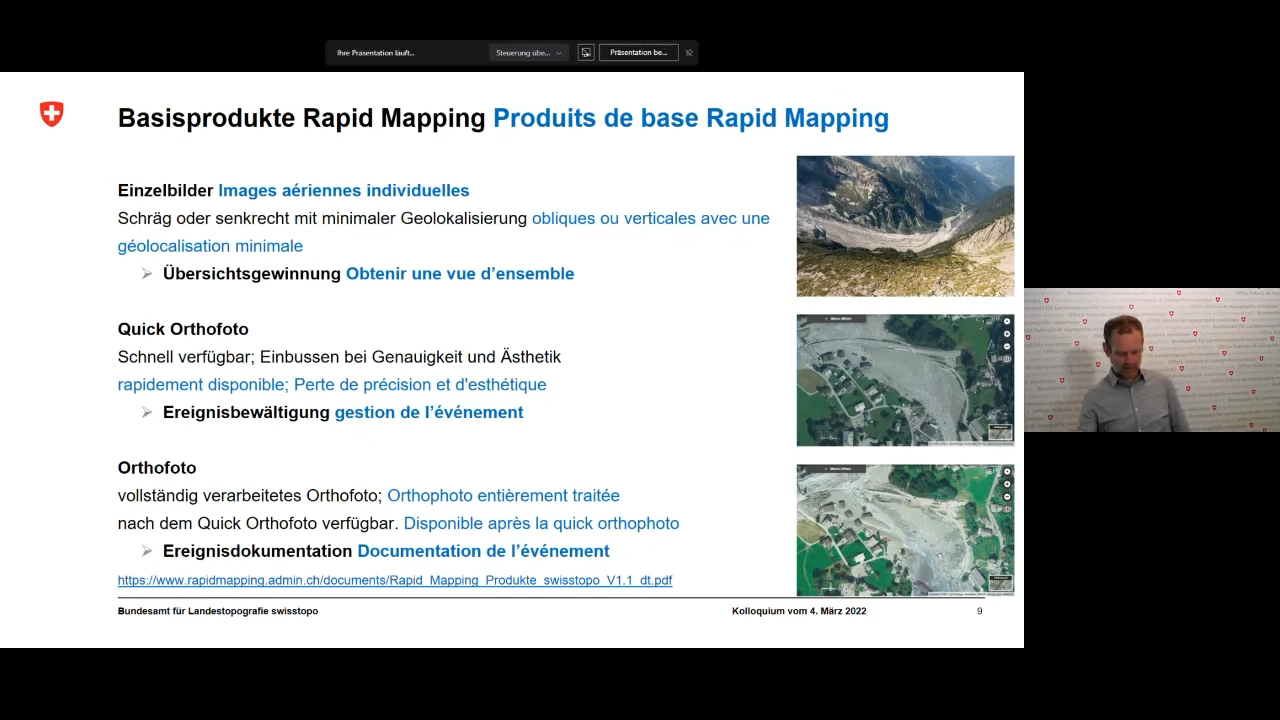 Ihre Präsentation läuft...
Steuerung übe...
Präsentation be...
Basisprodukte Rapid Mapping Produits de base Rapid Mapping
Einzelbilder Images aériennes individuelles
Schräg oder senkrecht mit minimaler Geolokalisierung obliques ou verticales avec une
géolocalisation minimale
Übersichtsgewinnung Obtenir une vue d’ensemble
Quick Orthofoto
Schnell verfügbar; Einbussen bei Genauigkeit und Ästhetik
rapidement disponible; Perte de précision et d'esthétique
Ereignisbewältigung gestion de l’événement
Orthofoto
vollständig verarbeitetes Orthofoto; Orthophoto entièrement traitée
nach dem Quick Orthofoto verfügbar. Disponible après la quick orthophoto
Ereignisdokumentation Documentation de l’événement
https://www.rapidmapping.admin.ch/documents/Rapid_Mapping_Produkte_swisstopo_V1.1_dt.pdf
Bundesamt für Landestopografie swisstopo
Kolloquium vom 4. März 2022
9